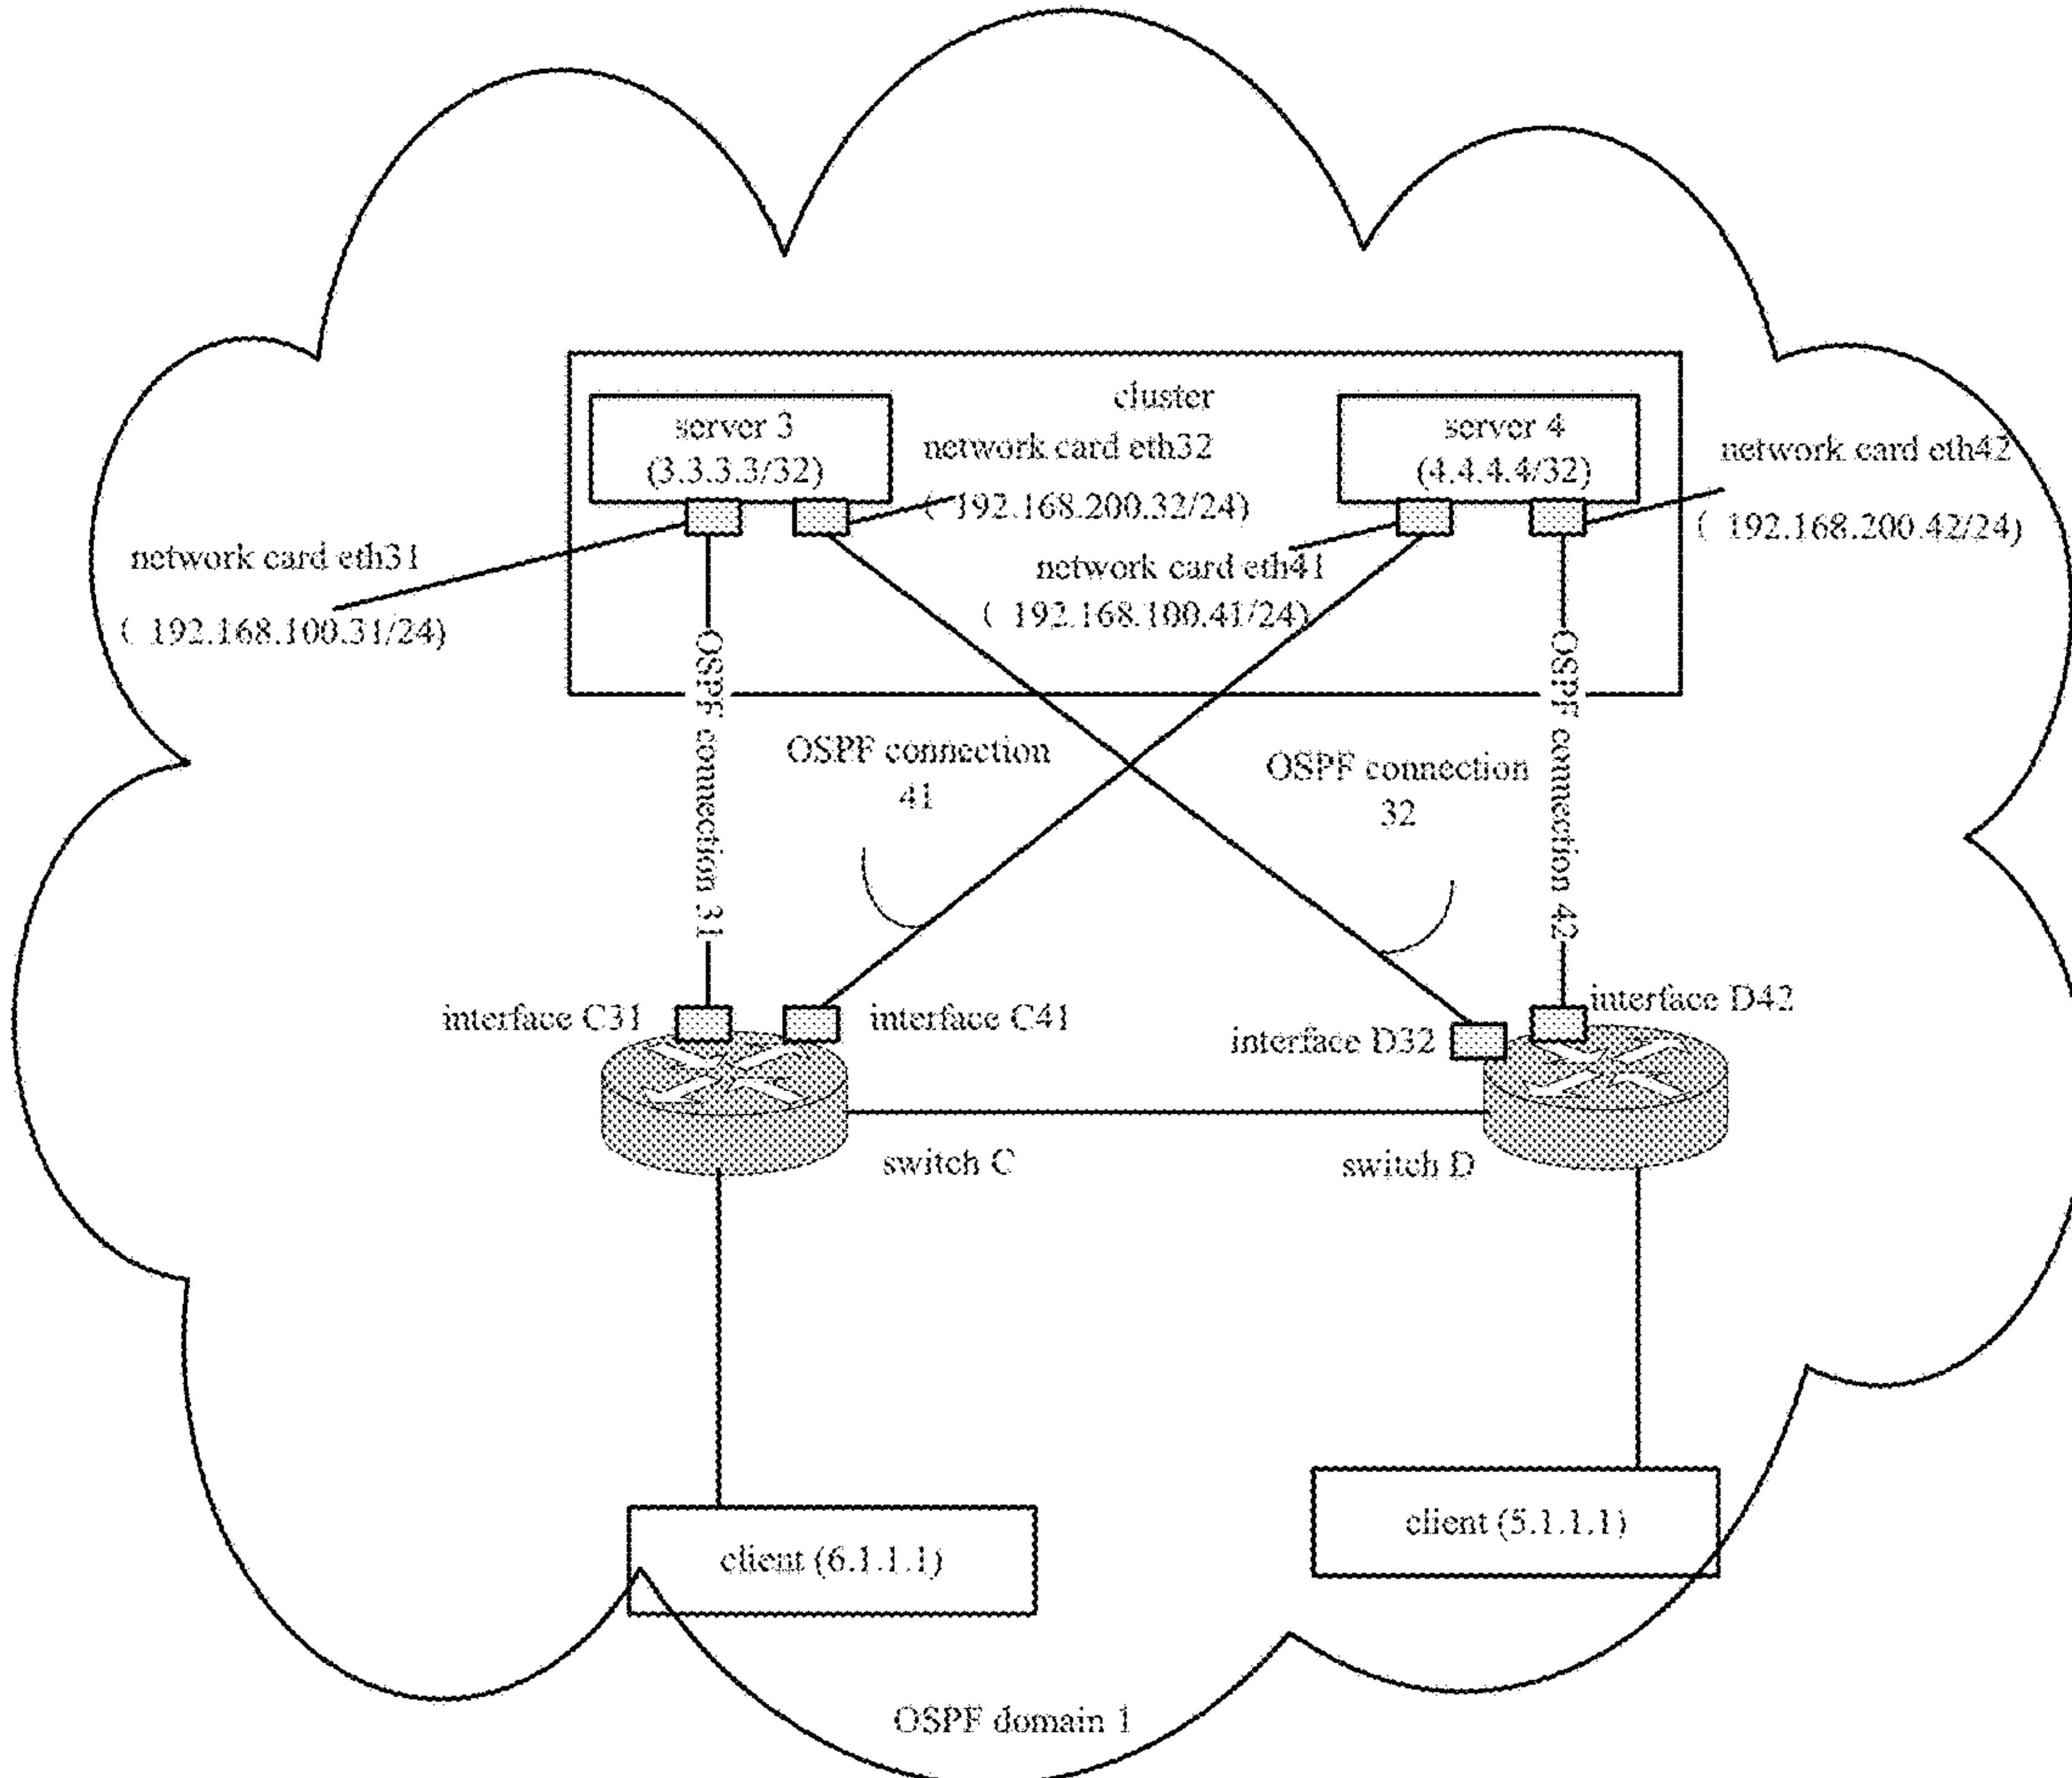 cluster
server 3
(3.3.3.3/32)
network card eth32
( 192.168.200.32/24)
server 4
(4.4.4.4/32)
network card eth42
( 192.168.200.42/24)
network card eth31
( 192.168.100.31/24)
network card eth41
( 192.168.100.41/24)
OSPF connection 31
OSPF connection
41
OSPF connection
32
OSPF connection 42
interface C31
interface C41
interface D32
interface D42
switch C
switch D
client (6.1.1.1)
client (5.1.1.1)
OSPF domain 1